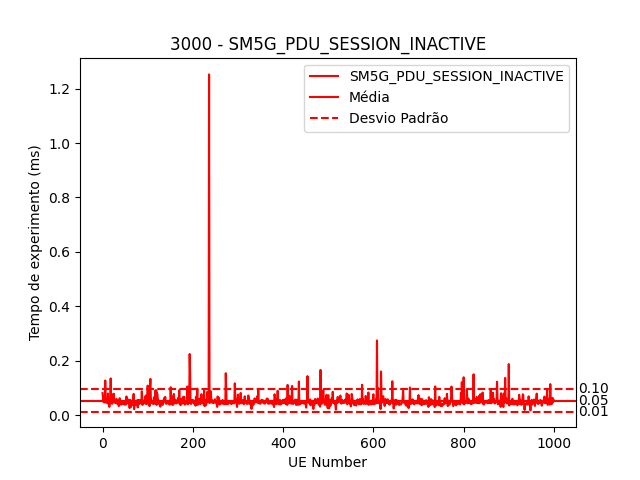 3000 - SM5G_PDU_SESSION_INACTIVE
SM5G_PDU_SESSION_INACTIVE
Média
Desvio Padrão
Tempo de experimento (ms)
1.2
1.0
0.8
0.6
0.4
0.2
0.0
0.10
0.05
0.01
0
200
400
600
800
1000
UE Number